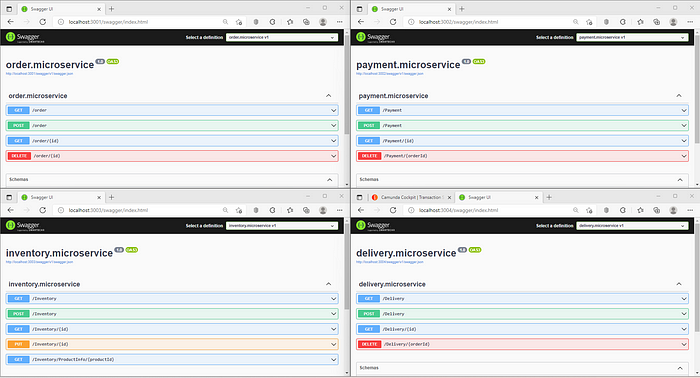 Swagger UI
localhost:3001/swagger/index.html
Swagger
Select a definition
order.microservice v1
order.microservice 1.0 OAS3
http://localhost:3001/swagger/v1/swagger.json
order.microservice
GET /order
POST /order
GET /order/{id}
DELETE /order/{id}
Schemas
Swagger UI
localhost:3002/swagger/index.html
Swagger
Select a definition
payment.microservice v1
payment.microservice 1.0 OAS3
http://localhost:3002/swagger/v1/swagger.json
payment.microservice
GET /Payment
POST /Payment
GET /Payment/{id}
DELETE /Payment/{orderId}
Schemas
Swagger UI
localhost:3003/swagger/index.html
Swagger
Select a definition
inventory.microservice v1
inventory.microservice 1.0 OAS3
http://localhost:3003/swagger/v1/swagger.json
inventory.microservice
GET /Inventory
POST /Inventory
GET /Inventory/{id}
PUT /Inventory/{id}
GET /Inventory/ProductInfo/{productId}
Camunda Cockpit | Transaction
Swagger UI
localhost:3004/swagger/index.html
Swagger
Select a definition
delivery.microservice v1
delivery.microservice 1.0 OAS3
http://localhost:3004/swagger/v1/swagger.json
delivery.microservice
GET /Delivery
POST /Delivery
GET /Delivery/{id}
DELETE /Delivery/{orderId}
Schemas